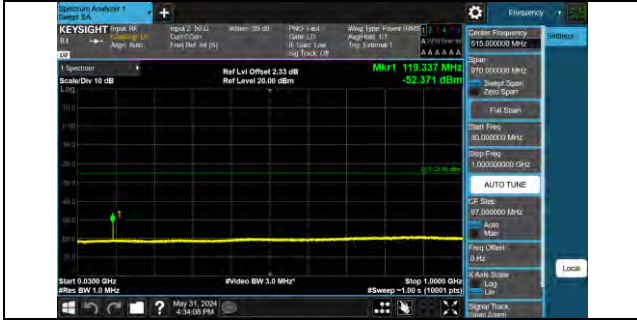 Spectrum Analyzer 1
Swept SA
+
Frequency
KEYSIGHT Input: RF
Input Z: 50 Ω
#Atten: 30 dB
PNO: Fast
#Avg Type: Power (RMS
1 2
Align: Auto
Freq Ref: Int (S)
Gate: LO
IF Gain: Low
Sig Track: Off
Avg|Hold: 1/1
Trig: External 1
A A A A A A
Center Frequency
515.000000 MHz
Settings
1 Spectrum
Scale/Div 10 dB
Log
Ref Lvl Offset 2.33 dB
Ref Level 20.00 dBm
Mkr1 119.337 MHz
-52.371 dBm
Span
970.000000 MHz
Swept Span
Zero Span
Full Span
Start Freq
30.000000 MHz
Stop Freq
1.000000000 GHz
AUTO TUNE
CF Step
97.000000 MHz
Auto
Man
Freq Offset
0 Hz
X Axis Scale
Log
Lin
Local
Signal Track
(Span Zoom)
1
Start 0.0300 GHz
#Res BW 1.0 MHz
#Video BW 3.0 MHz*
Stop 1.0000 GHz
#Sweep ~1.00 s (10001 pts)
May 31, 2024
4:34:08 PM